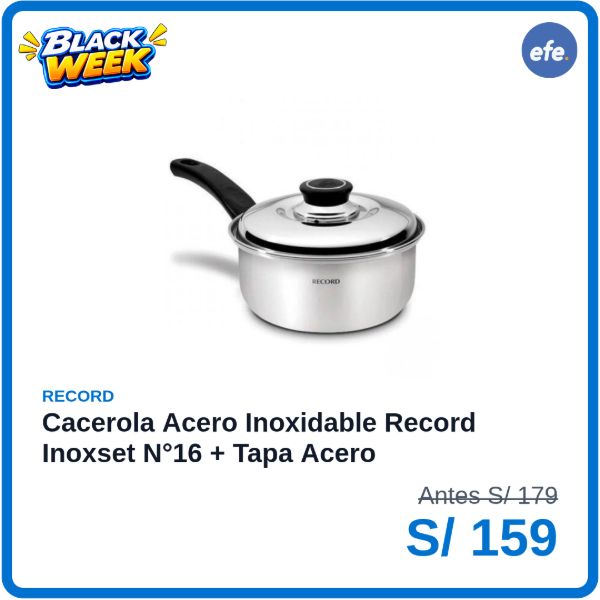 BLACK
WEEK
efe.
RECORD
RECORD
Cacerola Acero Inoxidable Record
Inoxset N°16 + Tapa Acero
Antes S/ 179
S/ 159